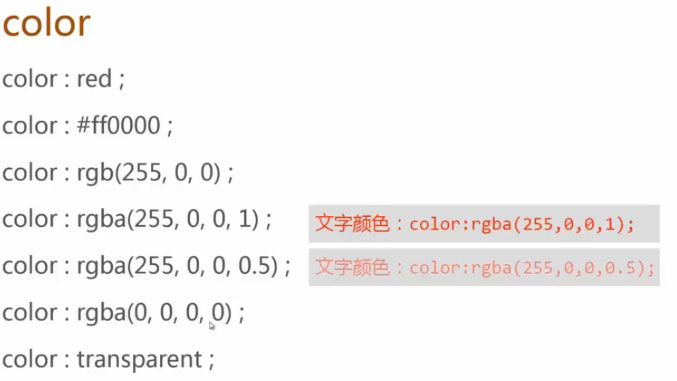 color
color : red ;
color : #ff0000 ;
color : rgb(255, 0, 0) ;
color : rgba(255, 0, 0, 1) ;
文字颜色：color:rgba(255,0,0,1);
color : rgba(255, 0, 0, 0.5) ;
文字颜色：color:rgba(255,0,0,0.5);
color : rgba(0, 0, 0, 0) ;
color : transparent ;